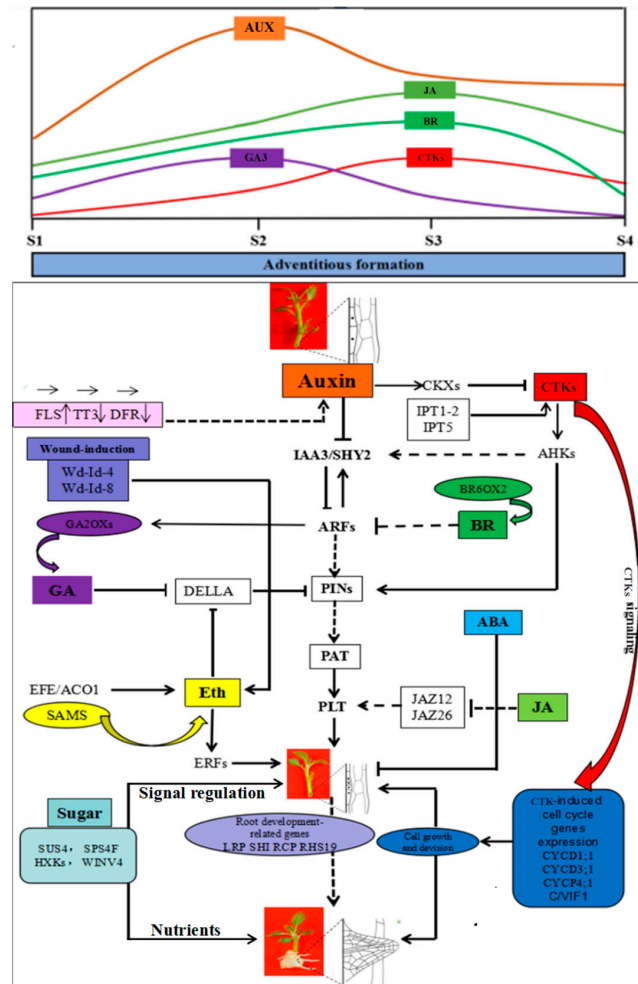 AUX
JA
BR
GA3
CTKs
S1
S2
S3
S4
Adventitious formation
Auxin
CKXs
CTKs
FLS TT3 DFR
IPT1-2
IPT5
Wound-induction
Wd-Id-4
Wd-Id-8
IAA3/SHY2
AHKs
BR6OX2
GA2OXs
ARFs
BR
GA
DELLA
PINs
CTKs signaling
ABA
PAT
EFE/ACO1
Eth
SAMS
PLT
JAZ12
JAZ26
JA
ERFs
Signal regulation
Sugar
SUS4, SPS4F
HXKs, WINV4
Root development-
related genes
LRP SHI RCP RHS19
Cell growth
and devision
CTK-induced
cell cycle
genes
expression
CYCD1;1
CYCD3;1
CYCP4;1
C/VIF1
Nutrients